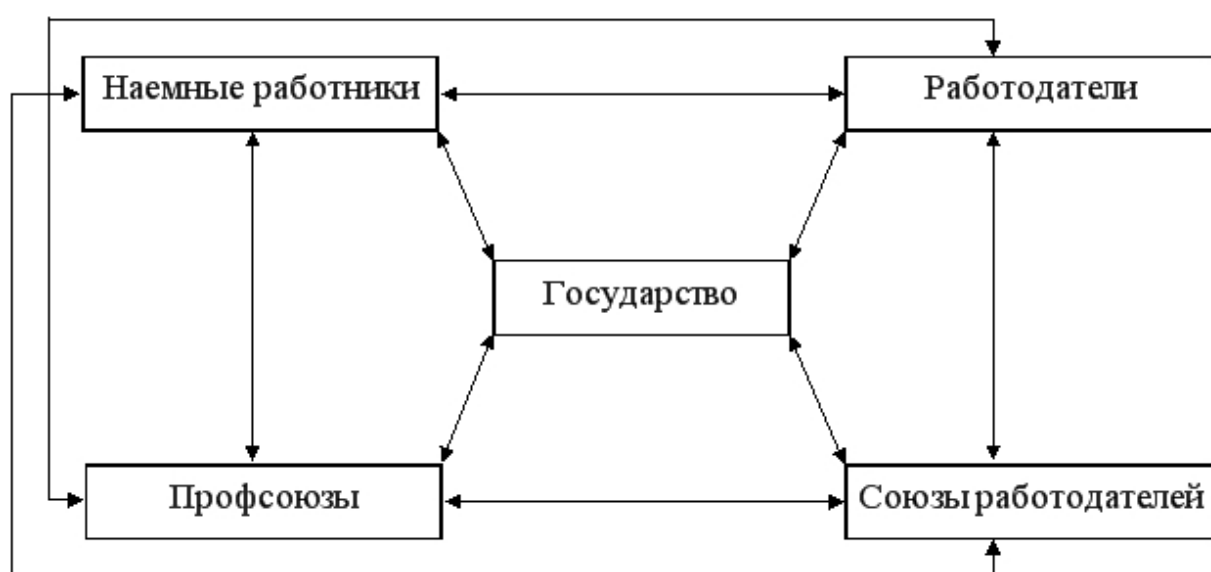 Наемные работники
Работодатели
Государство
Профсоюзы
Союзы работодателей